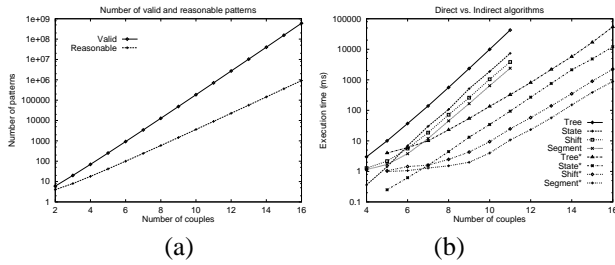 Number of valid and reasonable patterns
1e+09
1e+08
1e+07
1e+06
100000
10000
1000
100
10
1
Number of patterns
Valid
Reasonable
2 4 6 8 10 12 14 16
Number of couples
(a)
Direct vs. Indirect algorithms
100000
10000
1000
100
10
1
0.1
Execution time (ms)
Tree
State
Shift
Segment
Tree*
State*
Shift*
Segment*
4 6 8 10 12 14 16
Number of couples
(b)